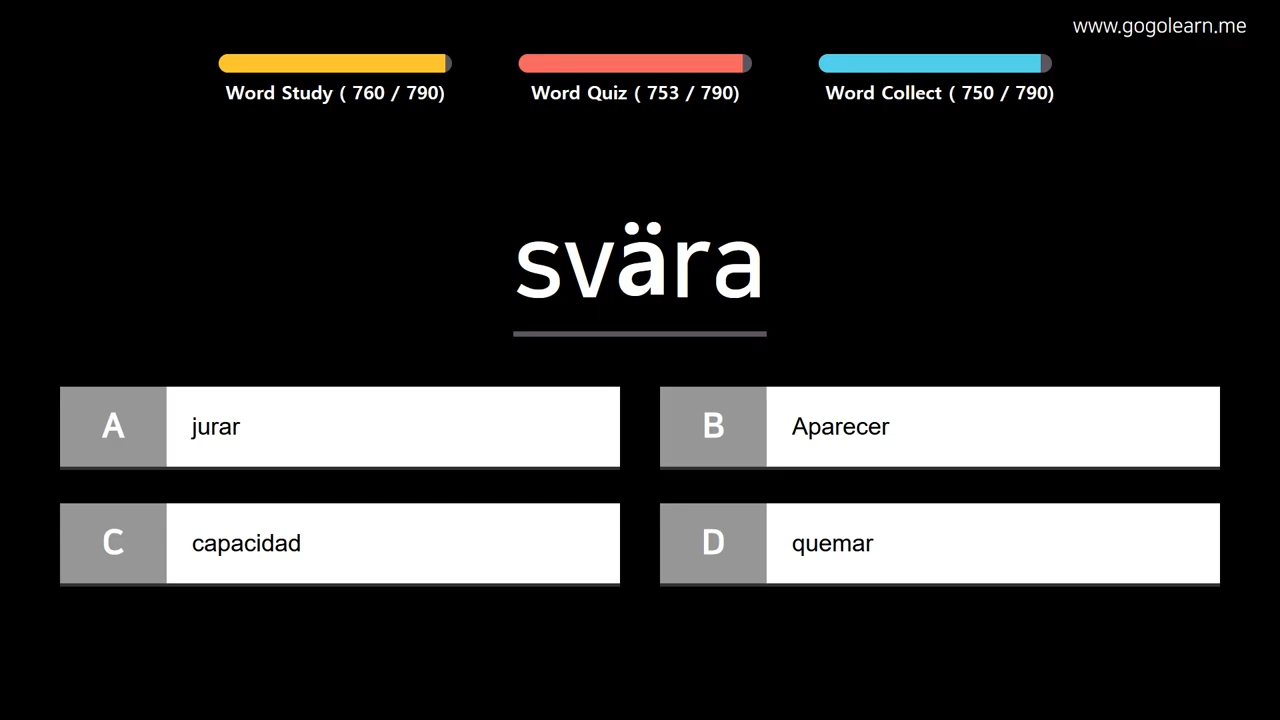 www.gogolearn.me
Word Study ( 760 / 790)
Word Quiz ( 753 / 790)
Word Collect ( 750 / 790)
svära
A jurar
B Aparecer
C capacidad
D quemar